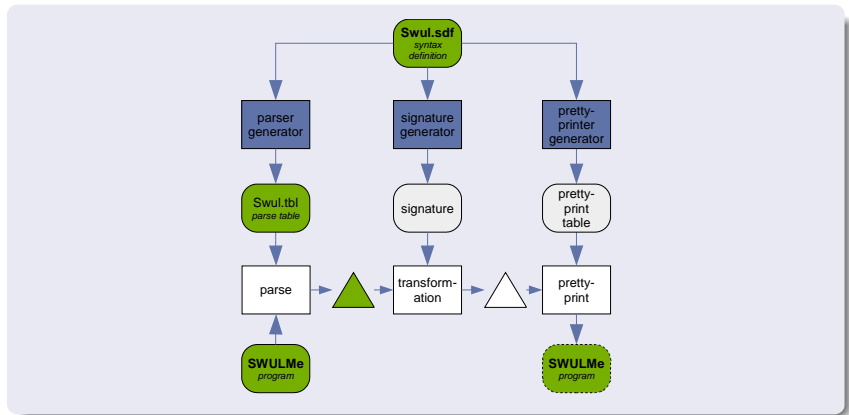 Swul.sdf
syntax
definition
parser
generator
signature
generator
pretty-
printer
generator
Swul.tbl
parse table
signature
pretty-
print
table
parse
transform-
ation
pretty-
print
SWULMe
program
SWULMe
program